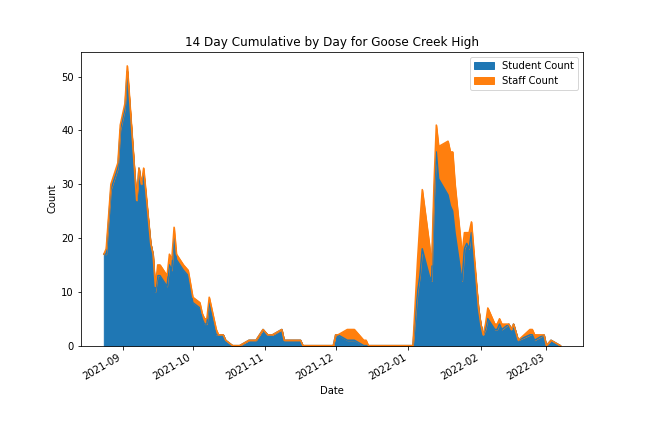 14 Day Cumulative by Day for Goose Creek High
Student Count
Staff Count
50
40
30
20
10
0
Count
2021-09
2021-10
2021-11
2021-12
2022-01
2022-02
2022-03
Date